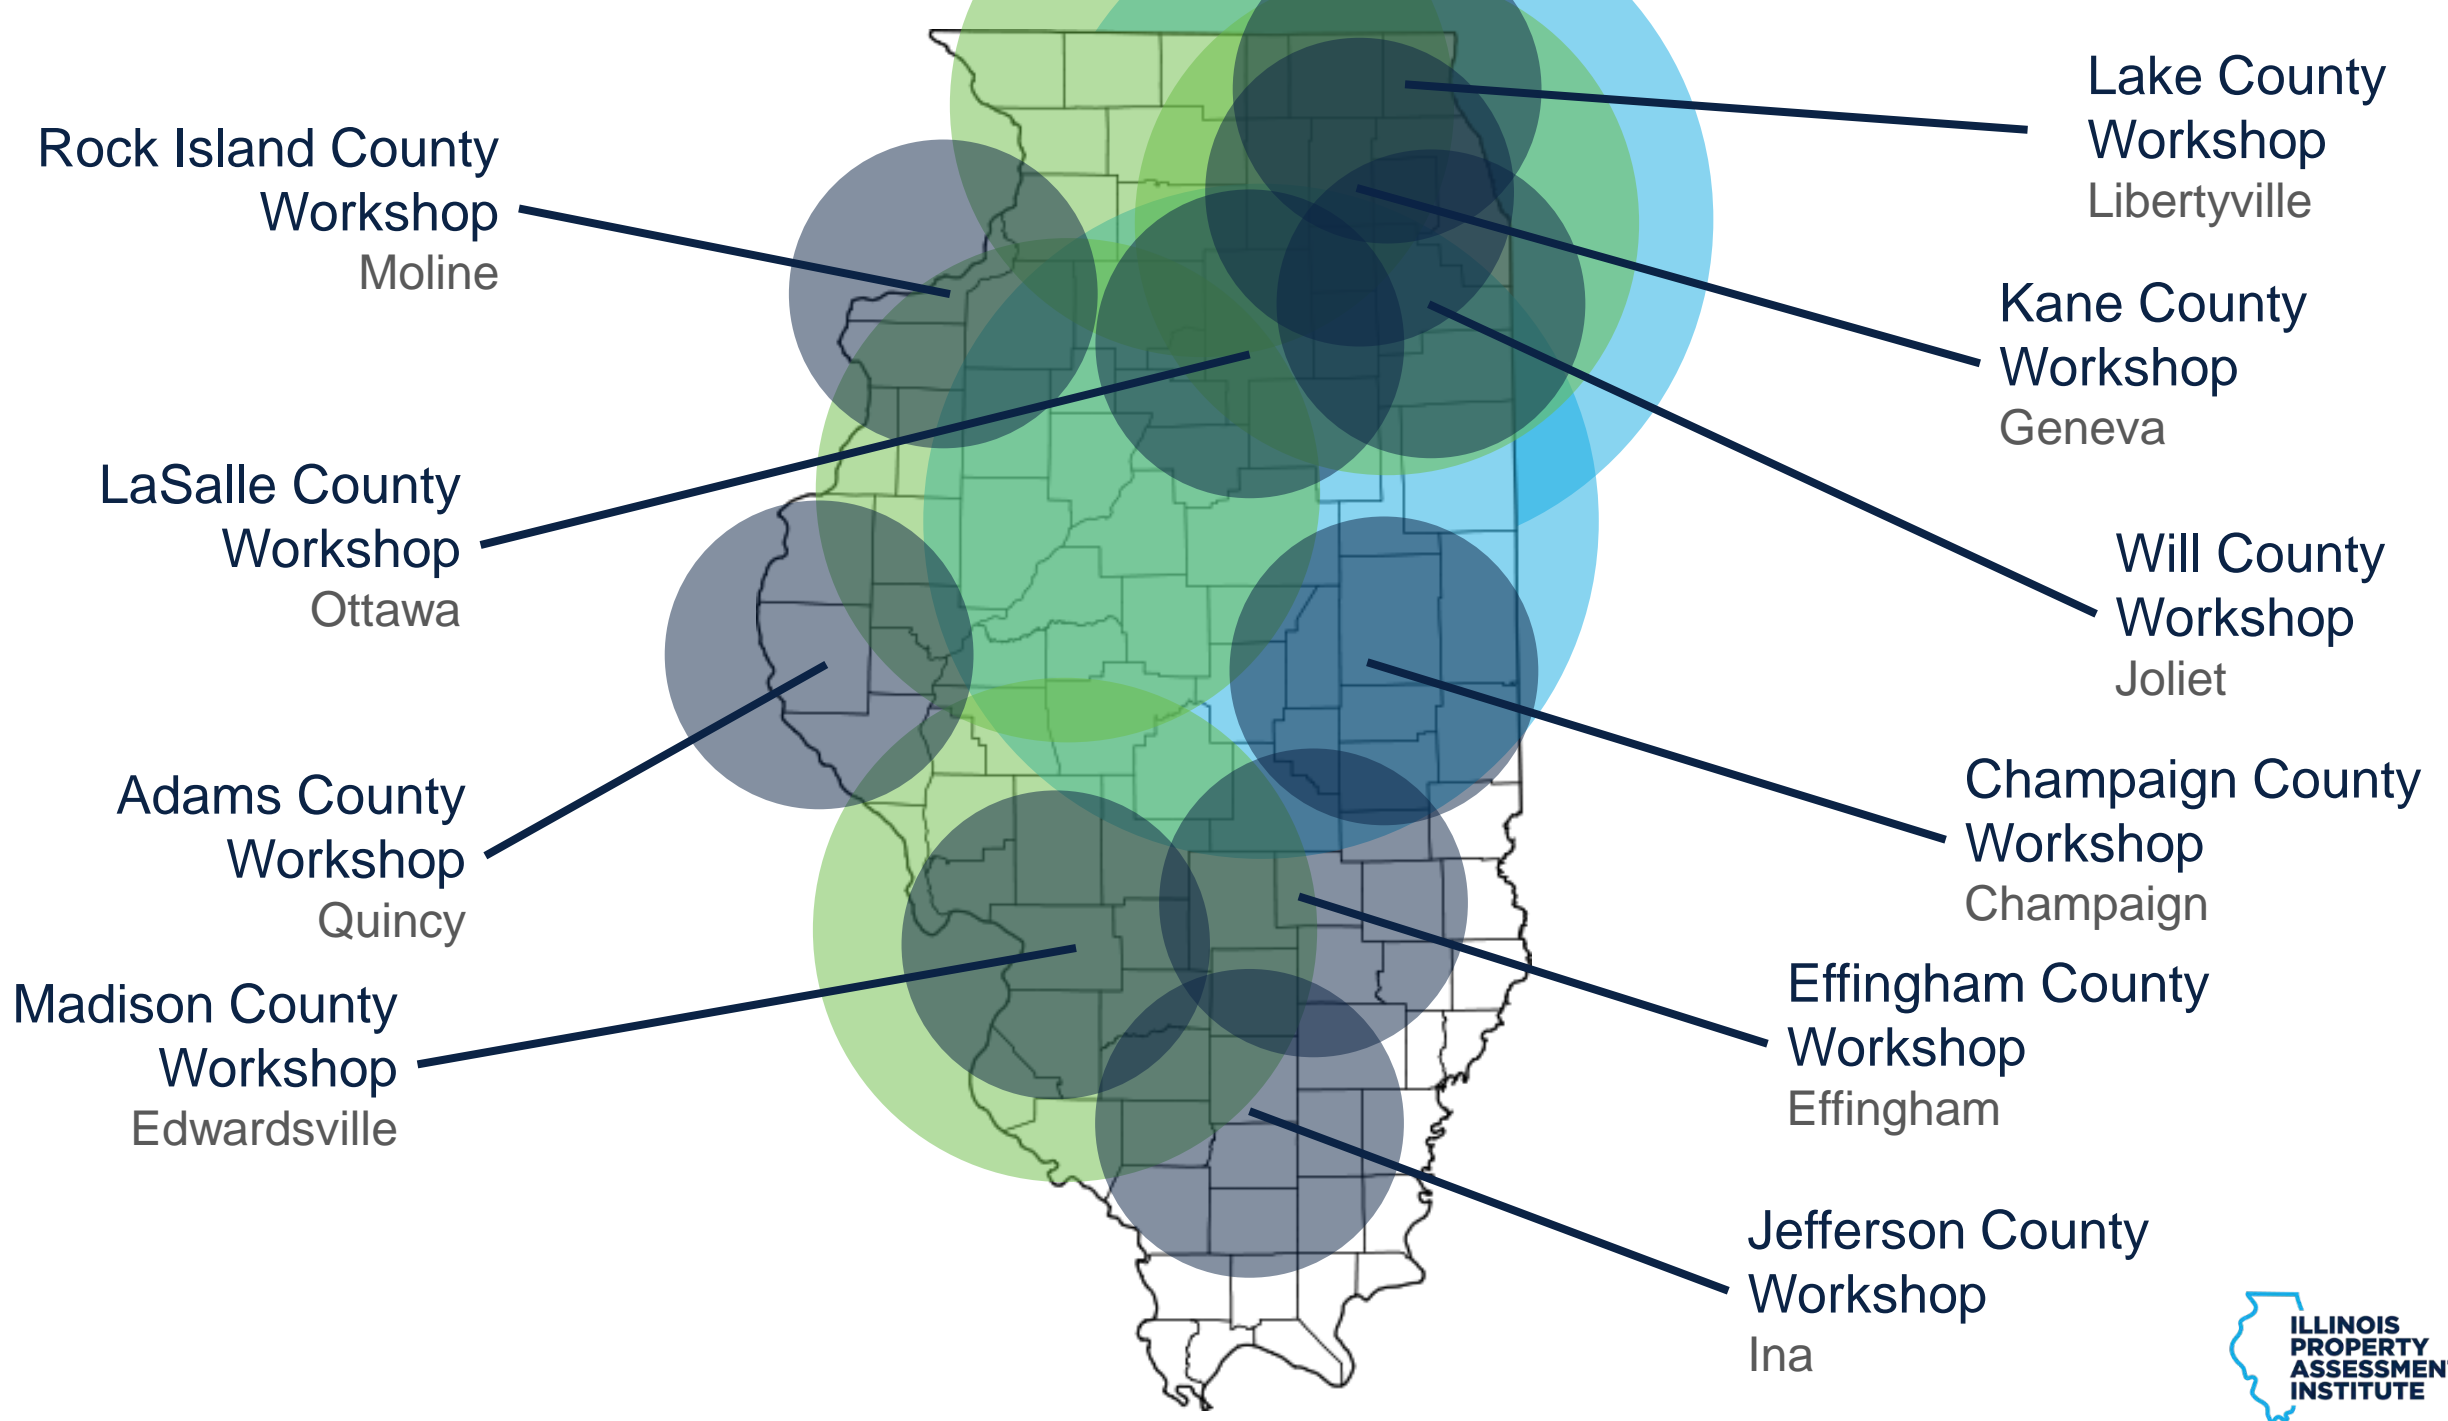 Rock Island County
Workshop
Moline
LaSalle County
Workshop
Ottawa
Adams County
Workshop
Quincy
Madison County
Workshop
Edwardsville
Lake County
Workshop
Libertyville
Kane County
Workshop
Geneva
Will County
Workshop
Joliet
Champaign County
Workshop
Champaign
Effingham County
Workshop
Effingham
Jefferson County
Workshop
Ina
ILLINOIS
PROPERTY
ASSESSMEN
INSTITUTE